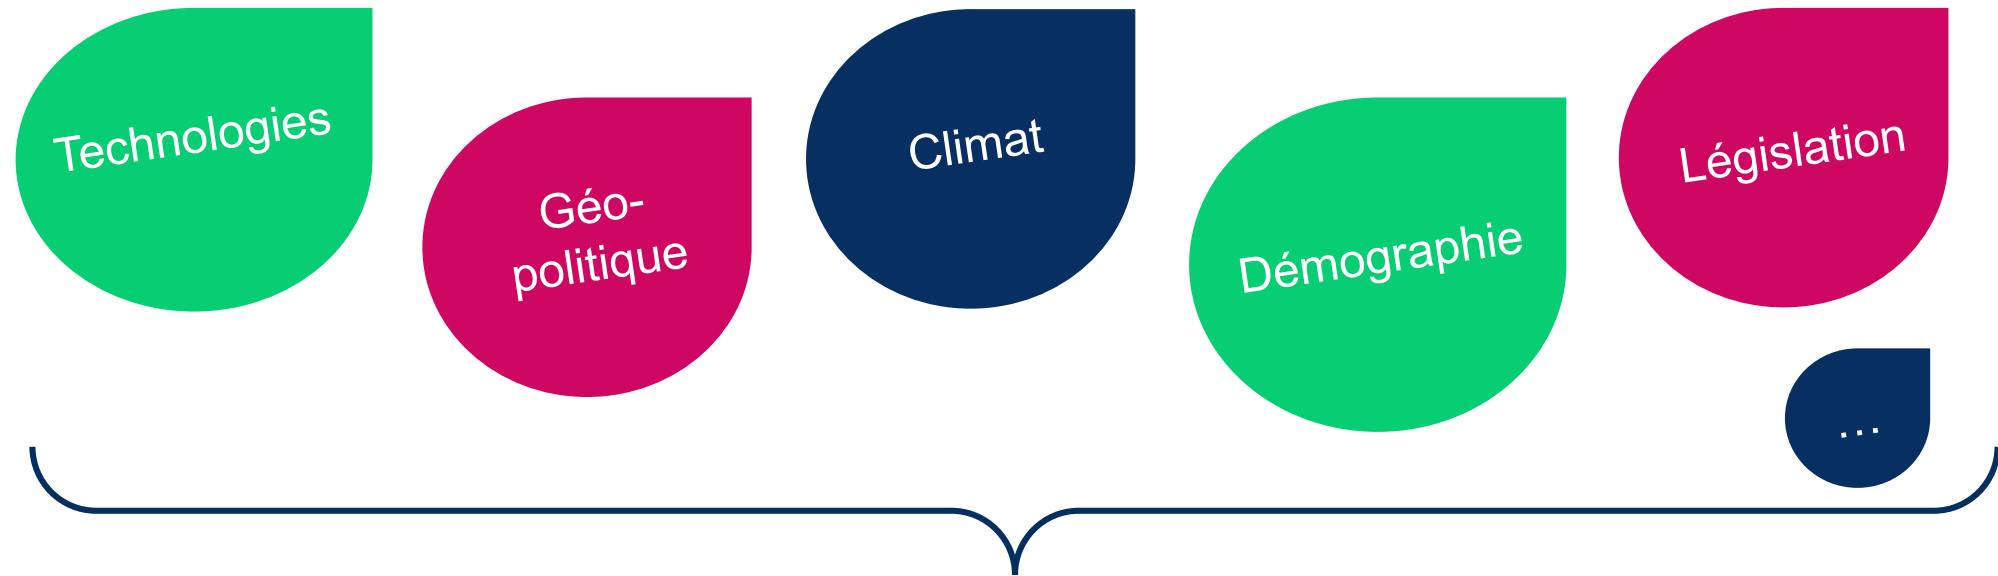 Technologies
Géo-
politique
Climat
Démographie
Législation
...